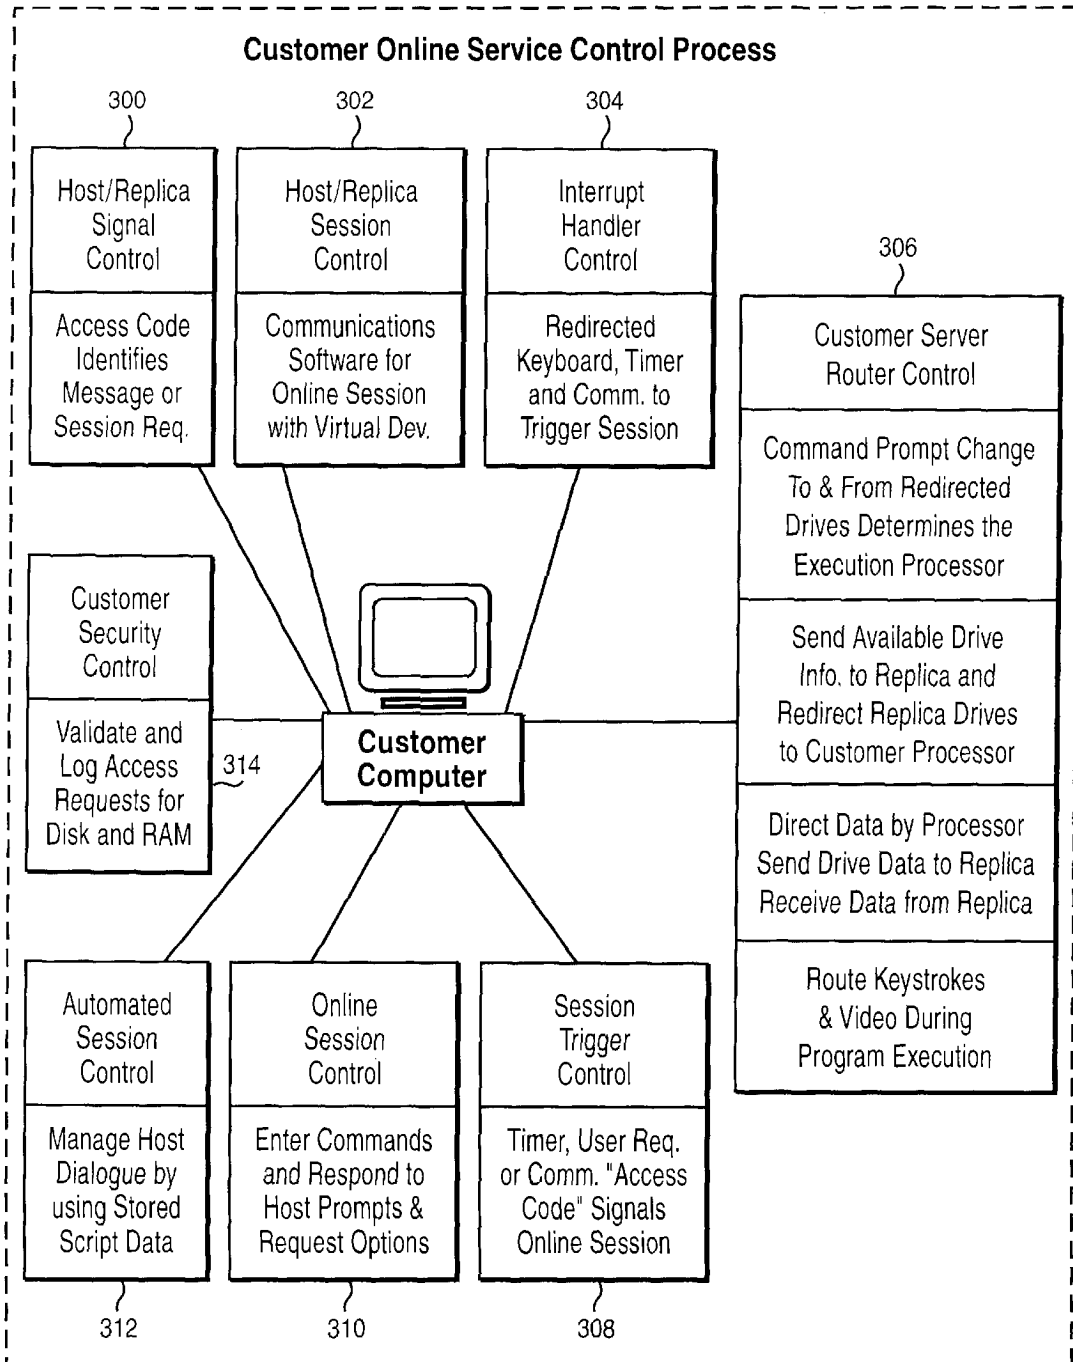 Customer Online Service Control Process
300
Host/Replica
Signal
Control
Access Code
Identifies
Message or
Session Req.
302
Host/Replica
Session
Control
Communications
Software for
Online Session
with Virtual Dev.
304
Interrupt
Handler
Control
Redirected
Keyboard, Timer
and Comm. to
Trigger Session
306
Customer Server
Router Control
Command Prompt Change
To & From Redirected
Drives Determines the
Execution Processor
Send Available Drive
Info. to Replica and
Redirect Replica Drives
to Customer Processor
Direct Data by Processor
Send Drive Data to Replica
Receive Data from Replica
Route Keystrokes
& Video During
Program Execution
Customer
Security
Control
Validate and
Log Access
Requests for
Disk and RAM
314
Customer
Computer
Automated
Session
Control
Manage Host
Dialogue by
using Stored
Script Data
312
Online
Session
Control
Enter Commands
and Respond to
Host Prompts &
Request Options
310
Session
Trigger
Control
Timer, User Req.
or Comm. "Access
Code" Signals
Online Session
308